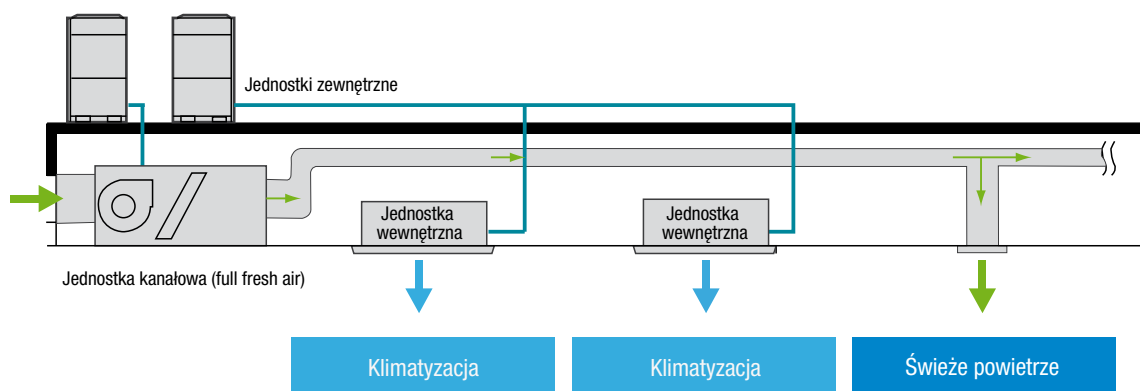 Jednostki zewnętrzne
Jednostka
wewnętrzna
Jednostka
wewnętrzna
Jednostka kanałowa (full fresh air)
Klimatyzacja
Klimatyzacja
Świeże powietrze